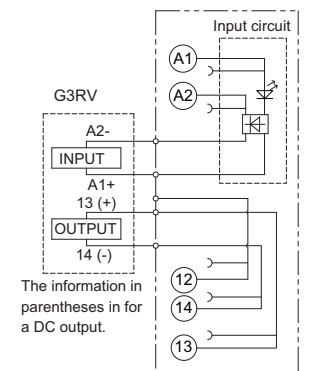 Input circuit
A1
A2
G3RV
A2-
INPUT
A1+
13 (+)
OUTPUT
14 (-)
12
14
13
The information in
parentheses in for
a DC output.